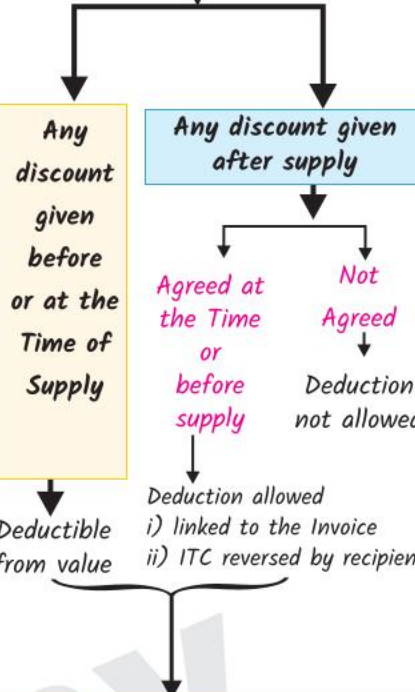 Any
discount
given
before
or at the
Time of
Supply
Deductible
from value
Any discount given
after supply
Agreed at
the Time
or
before
supply
Deduction allowed
i) linked to the Invoice
ii) ITC reversed by recipien
Not
Agreed
Deduction
not allowed